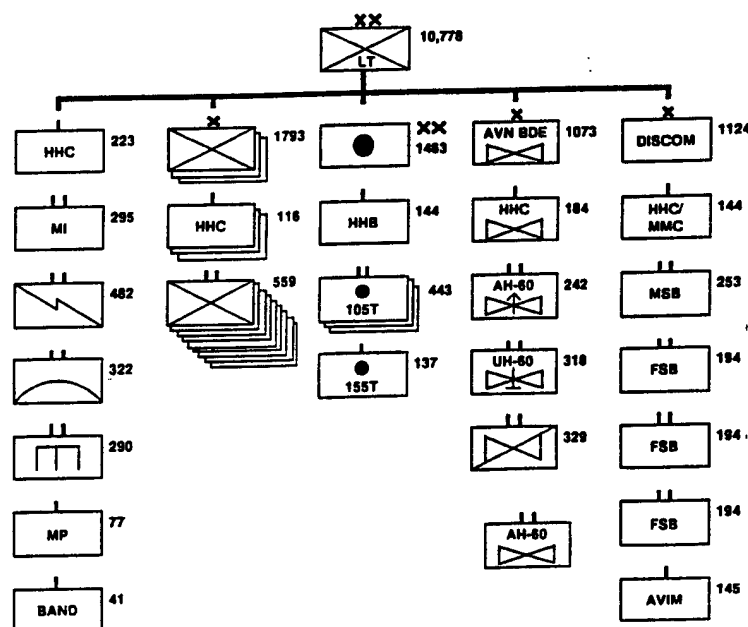 XX
10,778
LT
HHC
223
MI
295
482
322
290
MP
77
BAND
41
X
1793
HHC
116
559
XX
1463
HHB
144
105T
443
155T
137
X
AVN BDE
1073
HHC
184
AH-60
242
UH-60
318
329
AH-60
X
DISCOM
1124
HHC/
MMC
144
MSB
253
FSB
194
FSB
194
FSB
194
AVIM
145